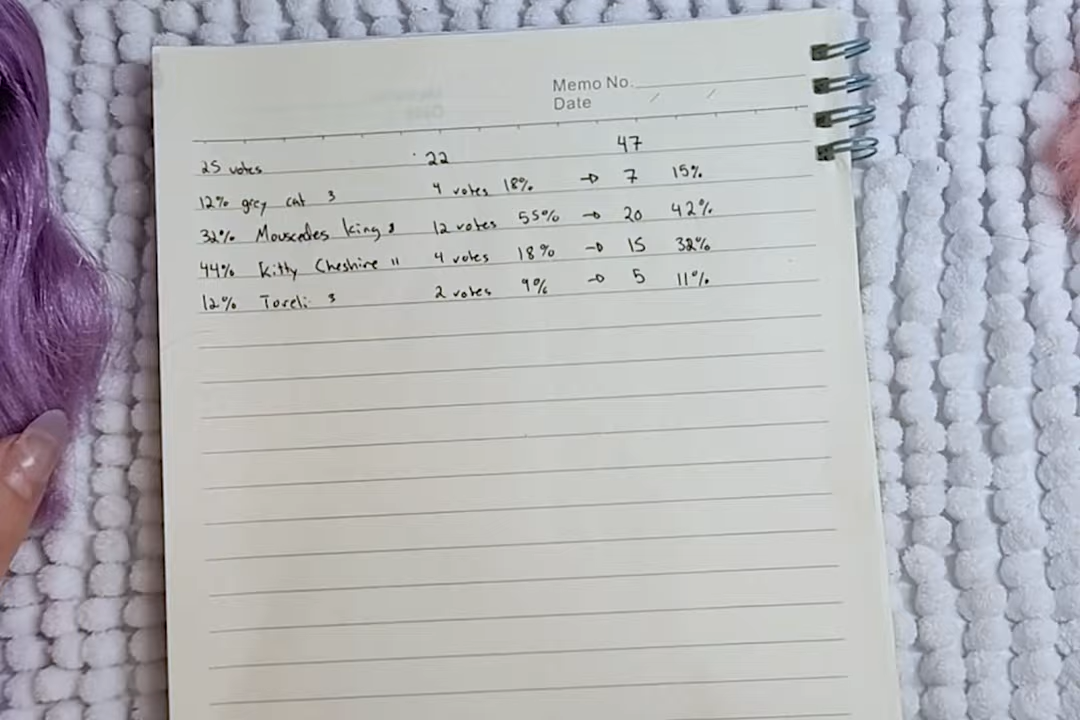 Memo No.
Date / /
25 votes 22 47
12% grey cat 3 4 votes 18% → 7 15%
32% Mouscedes King 8 12 votes 55% → 20 42%
44% Kitty Cheshire 11 4 votes 18% → 15 32%
12% Toreli 3 2 votes 9% → 5 11%